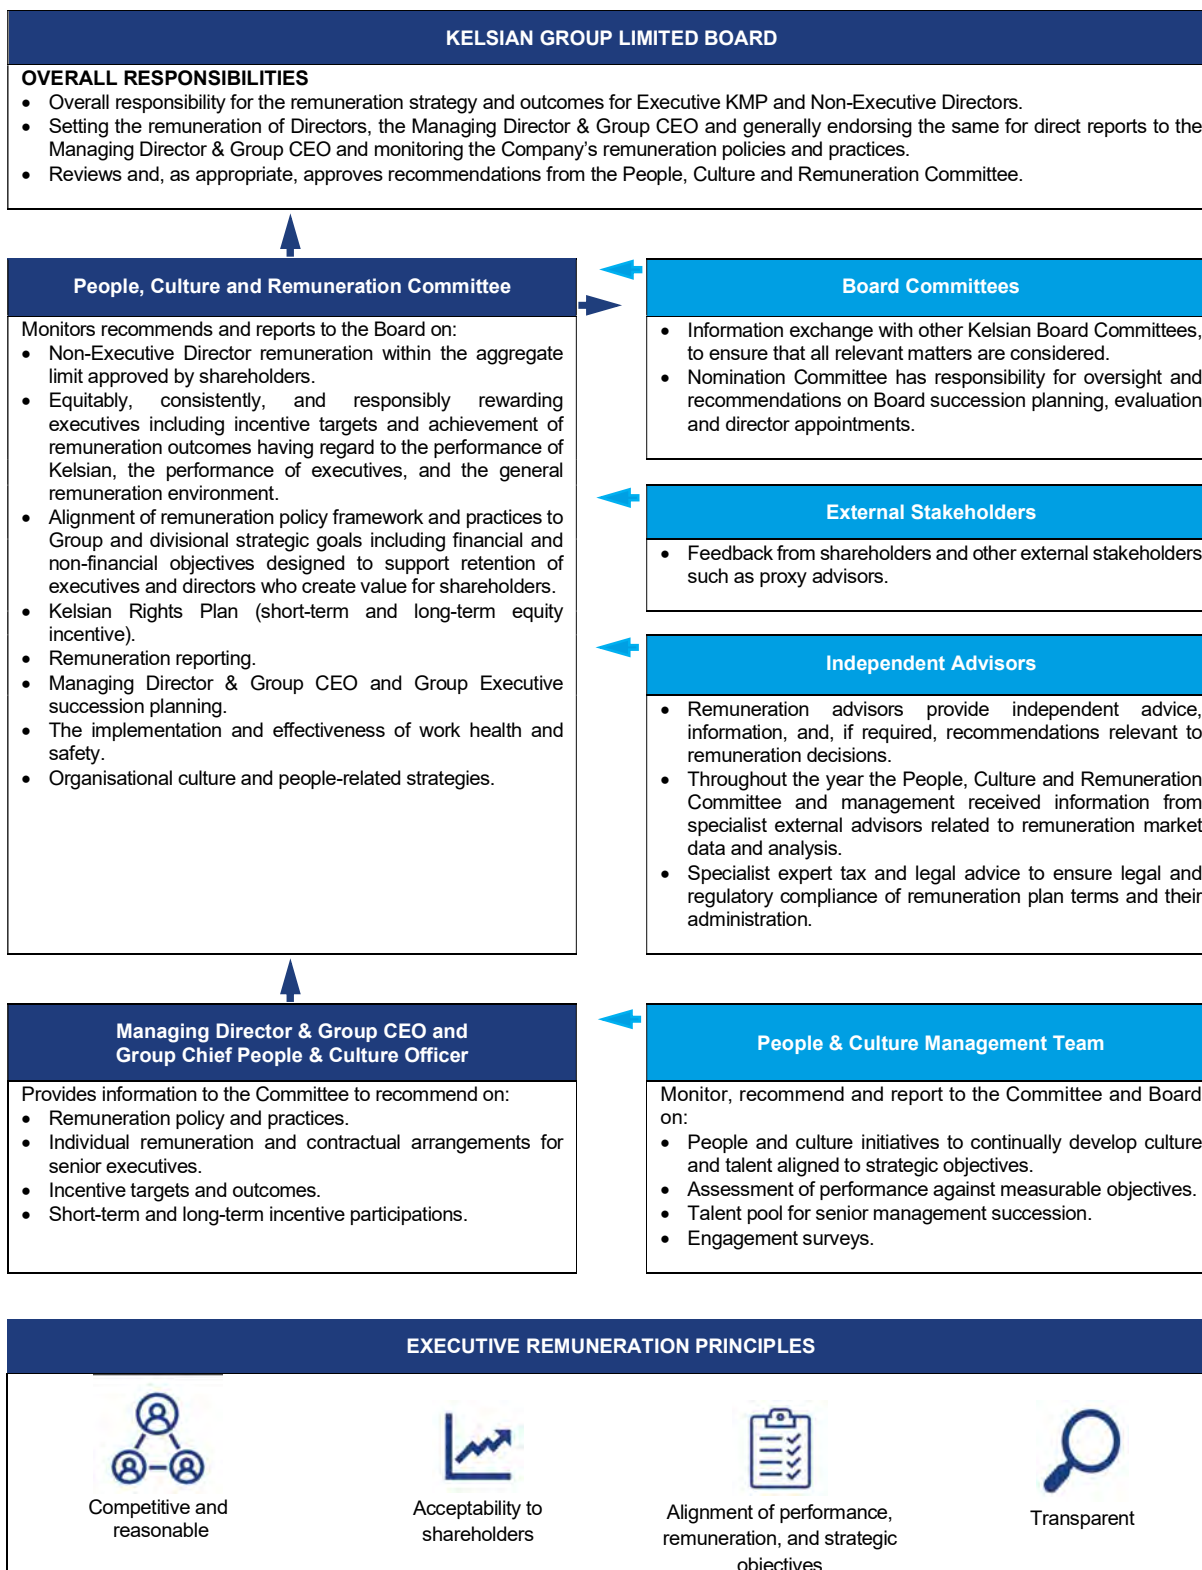 KELSIAN GROUP LIMITED BOARD
OVERALL RESPONSIBILITIES
• Overall responsibility for the remuneration strategy and outcomes for Executive KMP and Non-Executive Directors.
• Setting the remuneration of Directors, the Managing Director & Group CEO and generally endorsing the same for direct reports to the
Managing Director & Group CEO and monitoring the Company's remuneration policies and practices.
• Reviews and, as appropriate, approves recommendations from the People, Culture and Remuneration Committee.
People, Culture and Remuneration Committee
Monitors recommends and reports to the Board on:
• Non-Executive Director remuneration within the aggregate
limit approved by shareholders.
• Equitably, consistently, and responsibly rewarding
executives including incentive targets and achievement of
remuneration outcomes having regard to the performance of
Kelsian, the performance of executives, and the general
remuneration environment.
• Alignment of remuneration policy framework and practices to
Group and divisional strategic goals including financial and
non-financial objectives designed to support retention of
executives and directors who create value for shareholders.
• Kelsian Rights Plan (short-term and long-term equity
incentive).
• Remuneration reporting.
• Managing Director & Group CEO and Group Executive
succession planning.
• The implementation and effectiveness of work health and
safety.
• Organisational culture and people-related strategies.
Board Committees
• Information exchange with other Kelsian Board Committees,
to ensure that all relevant matters are considered.
• Nomination Committee has responsibility for oversight and
recommendations on Board succession planning, evaluation
and director appointments.
External Stakeholders
• Feedback from shareholders and other external stakeholders
such as proxy advisors.
Independent Advisors
• Remuneration advisors provide independent advice,
information, and, if required, recommendations relevant to
remuneration decisions.
• Throughout the year the People, Culture and Remuneration
Committee and management received information from
specialist external advisors related to remuneration market
data and analysis.
• Specialist expert tax and legal advice to ensure legal and
regulatory compliance of remuneration plan terms and their
administration.
Managing Director & Group CEO and
Group Chief People & Culture Officer
Provides information to the Committee to recommend on:
• Remuneration policy and practices.
• Individual remuneration and contractual arrangements for
senior executives.
• Incentive targets and outcomes.
• Short-term and long-term incentive participations.
People & Culture Management Team
Monitor, recommend and report to the Committee and Board
on:
• People and culture initiatives to continually develop culture
and talent aligned to strategic objectives.
• Assessment of performance against measurable objectives.
• Talent pool for senior management succession.
• Engagement surveys.
EXECUTIVE REMUNERATION PRINCIPLES
Competitive and
reasonable
Acceptability to
shareholders
Alignment of performance,
remuneration, and strategic
objectives
Transparent